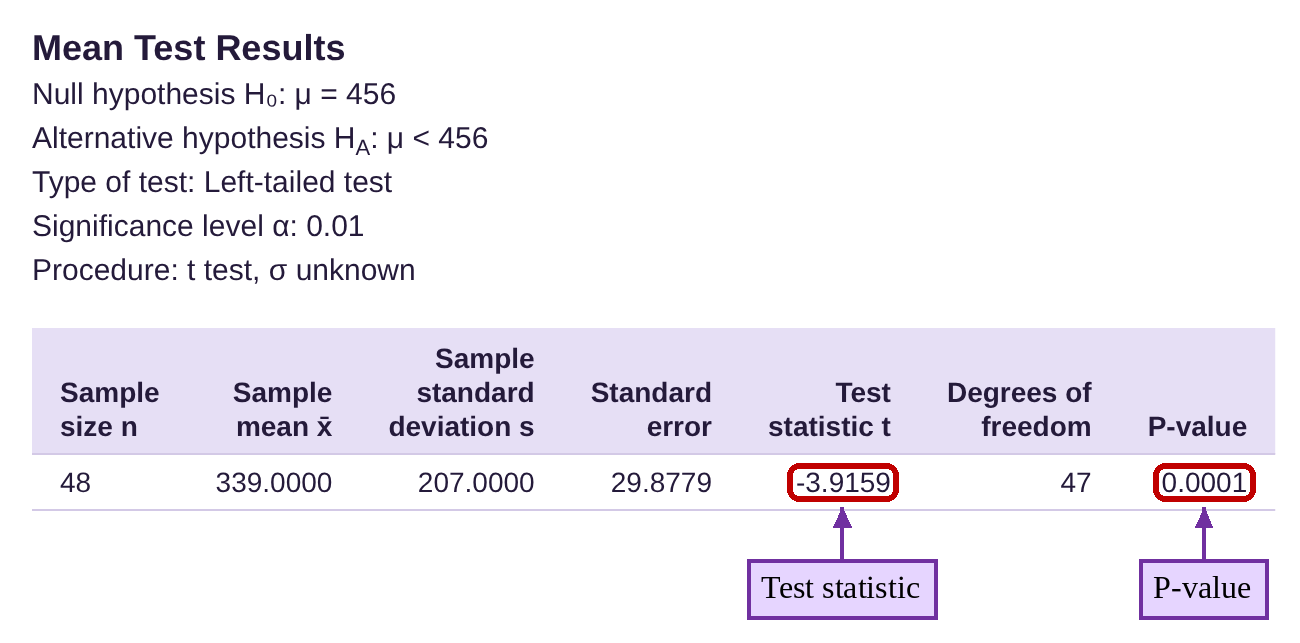 Mean Test Results
Null hypothesis H₀: μ = 456
Alternative hypothesis H_A: μ < 456
Type of test: Left-tailed test
Significance level α: 0.01
Procedure: t test, σ unknown
Sample size n | Sample mean x̄ | Sample standard deviation s | Standard error | Test statistic t | Degrees of freedom | P-value
48 | 339.0000 | 207.0000 | 29.8779 | -3.9159 | 47 | 0.0001
Test statistic
P-value